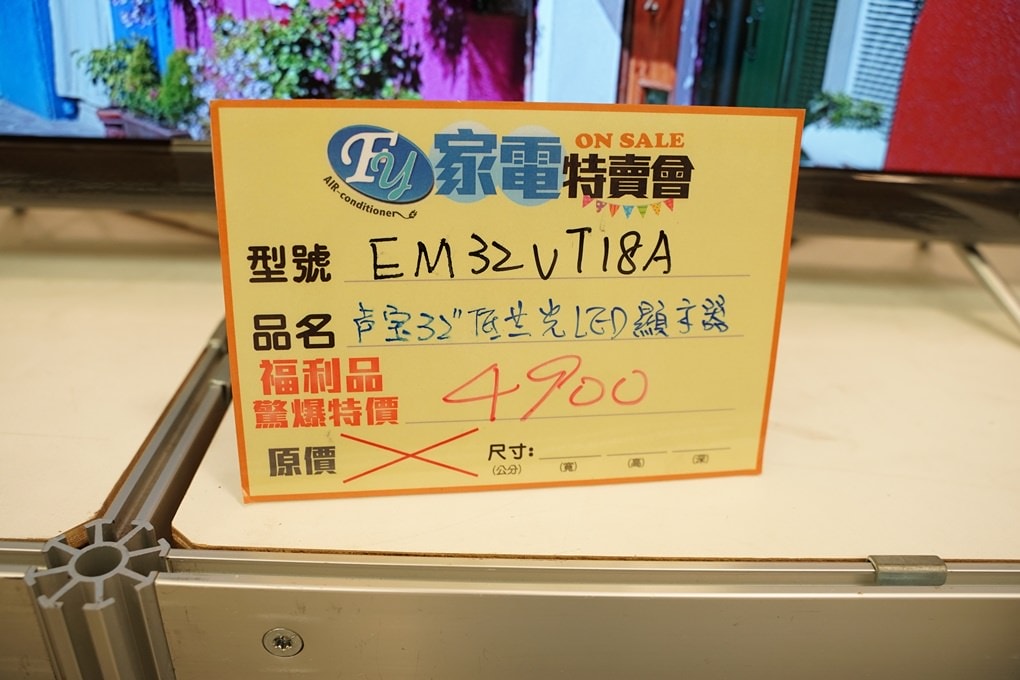 Fy 家電 ON SALE
AIR-conditioner 特賣會
型號 EM32VT18A
品名 声宝32"低藍光LED顯示器
福利品
驚爆特價 4900
原價 尺寸:
(公分) (寬) (高) (深)